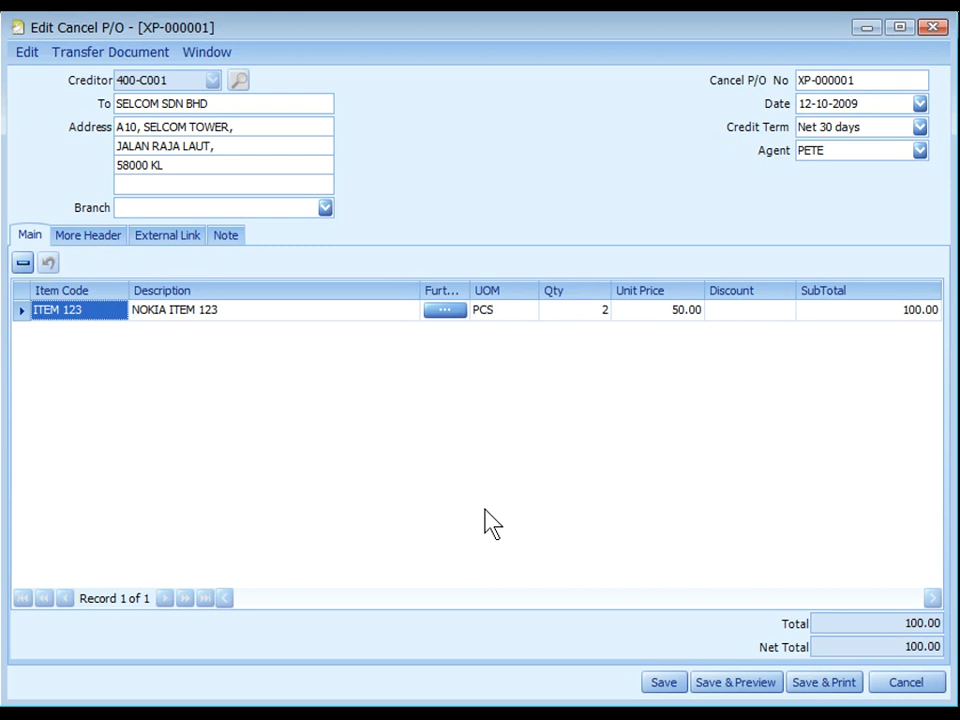 Edit Cancel P/O - [XP-000001]
Edit Transfer Document Window
Creditor 400-C001
Cancel P/O No XP-000001
To SELCOM SDN BHD
Date 12-10-2009
Address A10, SELCOM TOWER,
Credit Term Net 30 days
JALAN RAJA LAUT,
Agent PETE
58000 KL
Branch
Main More Header External Link Note
Item Code Description Furt... UOM Qty Unit Price Discount SubTotal
ITEM 123 NOKIA ITEM 123 ... PCS 2 50.00 100.00
Record 1 of 1
Total 100.00
Net Total 100.00
Save Save & Preview Save & Print Cancel